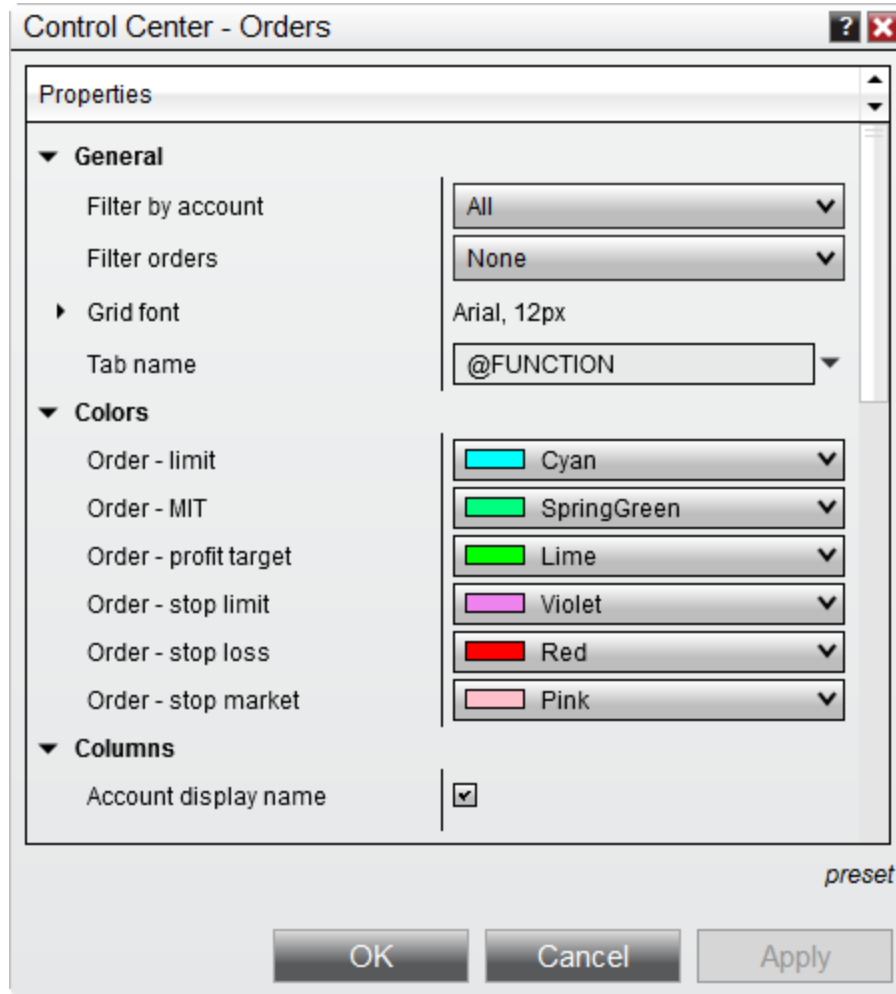 Control Center - Orders ?
Properties
General
Filter by account All
Filter orders None
Grid font Arial, 12px
Tab name @FUNCTION
Colors
Order - limit Cyan
Order - MIT SpringGreen
Order - profit target Lime
Order - stop limit Violet
Order - stop loss Red
Order - stop market Pink
Columns
Account display name
preset
OK Cancel Apply